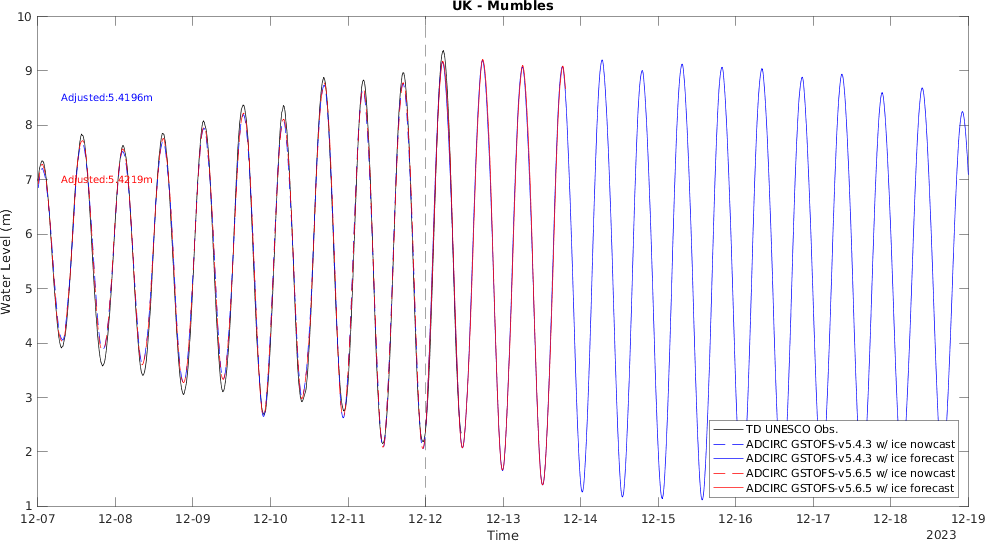 UK - Mumbles
10
9
8
7
6
5
4
3
2
1
Water Level (m)
Adjusted:5.4196m
Adjusted:5.4219m
TD UNESCO Obs.
ADCIRC GSTOFS-v5.4.3 w/ ice nowcast
ADCIRC GSTOFS-v5.4.3 w/ ice forecast
ADCIRC GSTOFS-v5.6.5 w/ ice nowcast
ADCIRC GSTOFS-v5.6.5 w/ ice forecast
12-07 12-08 12-09 12-10 12-11 12-12 12-13 12-14 12-15 12-16 12-17 12-18 12-19
Time
2023